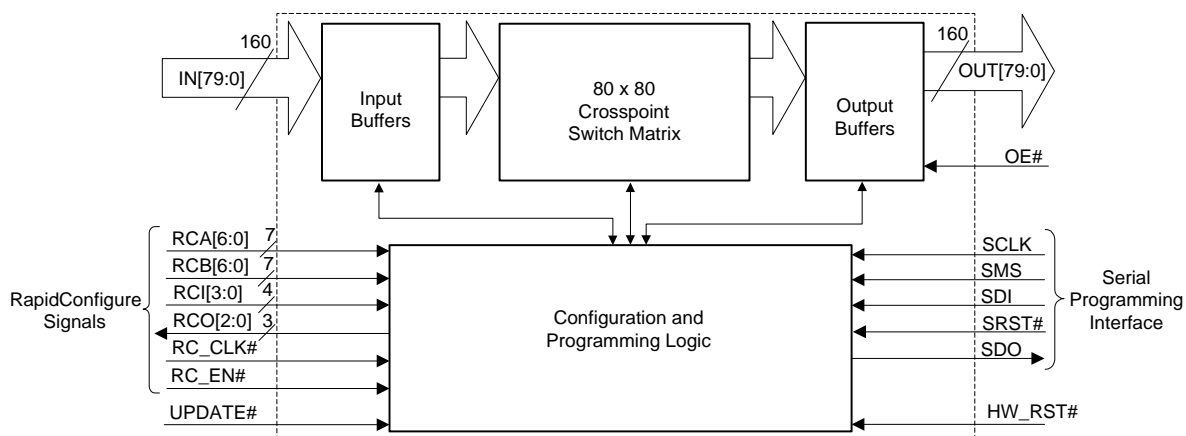 160
IN[79:0]
Input
Buffers
80 x 80
Crosspoint
Switch Matrix
Output
Buffers
160
OUT[79:0]
OE#
RapidConfigure
Signals
RCA[6:0] 7
RCB[6:0] 7
RCI[3:0] 4
RCO[2:0] 3
RC_CLK#
RC_EN#
UPDATE#
Configuration and
Programming Logic
SCLK
SMS
SDI
SRST#
SDO
Serial
Programming
Interface
HW_RST#